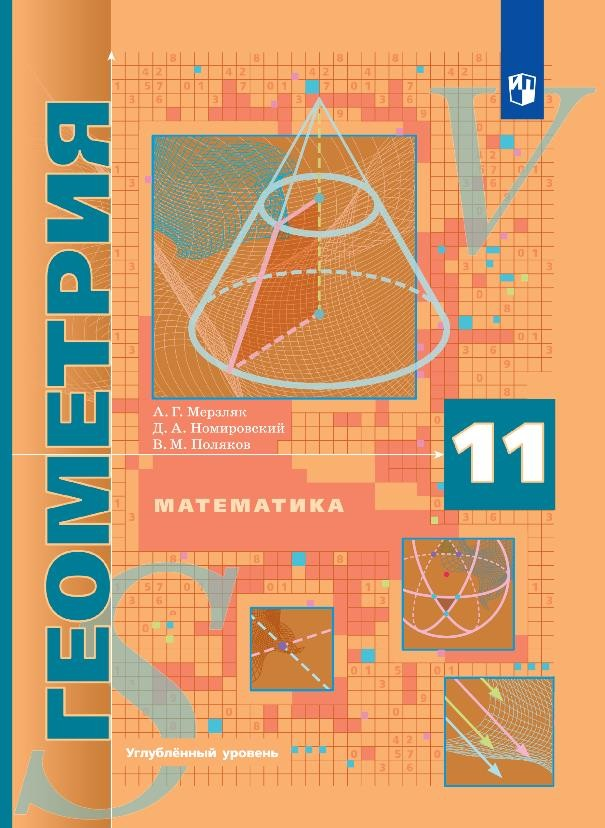 ГЕОМЕТРИЯ
А. Г. Мерзляк
Д. А. Номировский
В. М. Поляков
11
МАТЕМАТИКА
Углублённый уровень
V
S